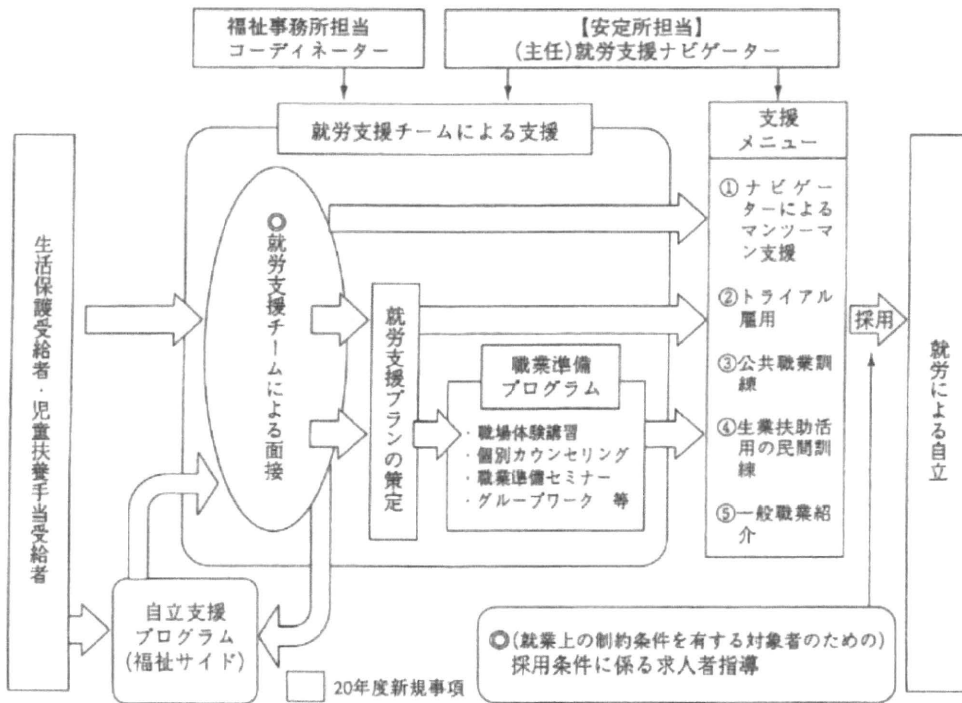 福祉事務所担当
コーディネーター
【安定所担当】
(主任)就労支援ナビゲーター
就労支援チームによる支援
支援
メニュー
生活保護受給者・児童扶養手当受給者
◎就労支援チームによる面接
就労支援プランの策定
職業準備
プログラム
・職場体験講習
・個別カウンセリング
・職業準備セミナー
・グループワーク 等
①ナビゲー
ターによる
マンツーマ
ン支援
②トライアル
雇用
③公共職業訓
練
④生業扶助活
用の民間訓
練
⑤一般職業紹
介
採用
就労による自立
自立支援
プログラム
(福祉サイド)
20年度新規事項
◎(就業上の制約条件を有する対象者のための)
採用条件に係る求人者指導